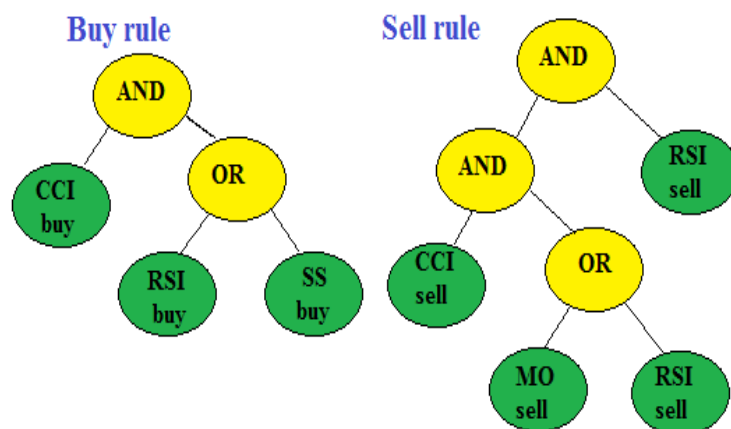 Buy rule
AND
CCI
buy
OR
RSI
buy
SS
buy
Sell rule
AND
AND
RSI
sell
CCI
sell
OR
MO
sell
RSI
sell